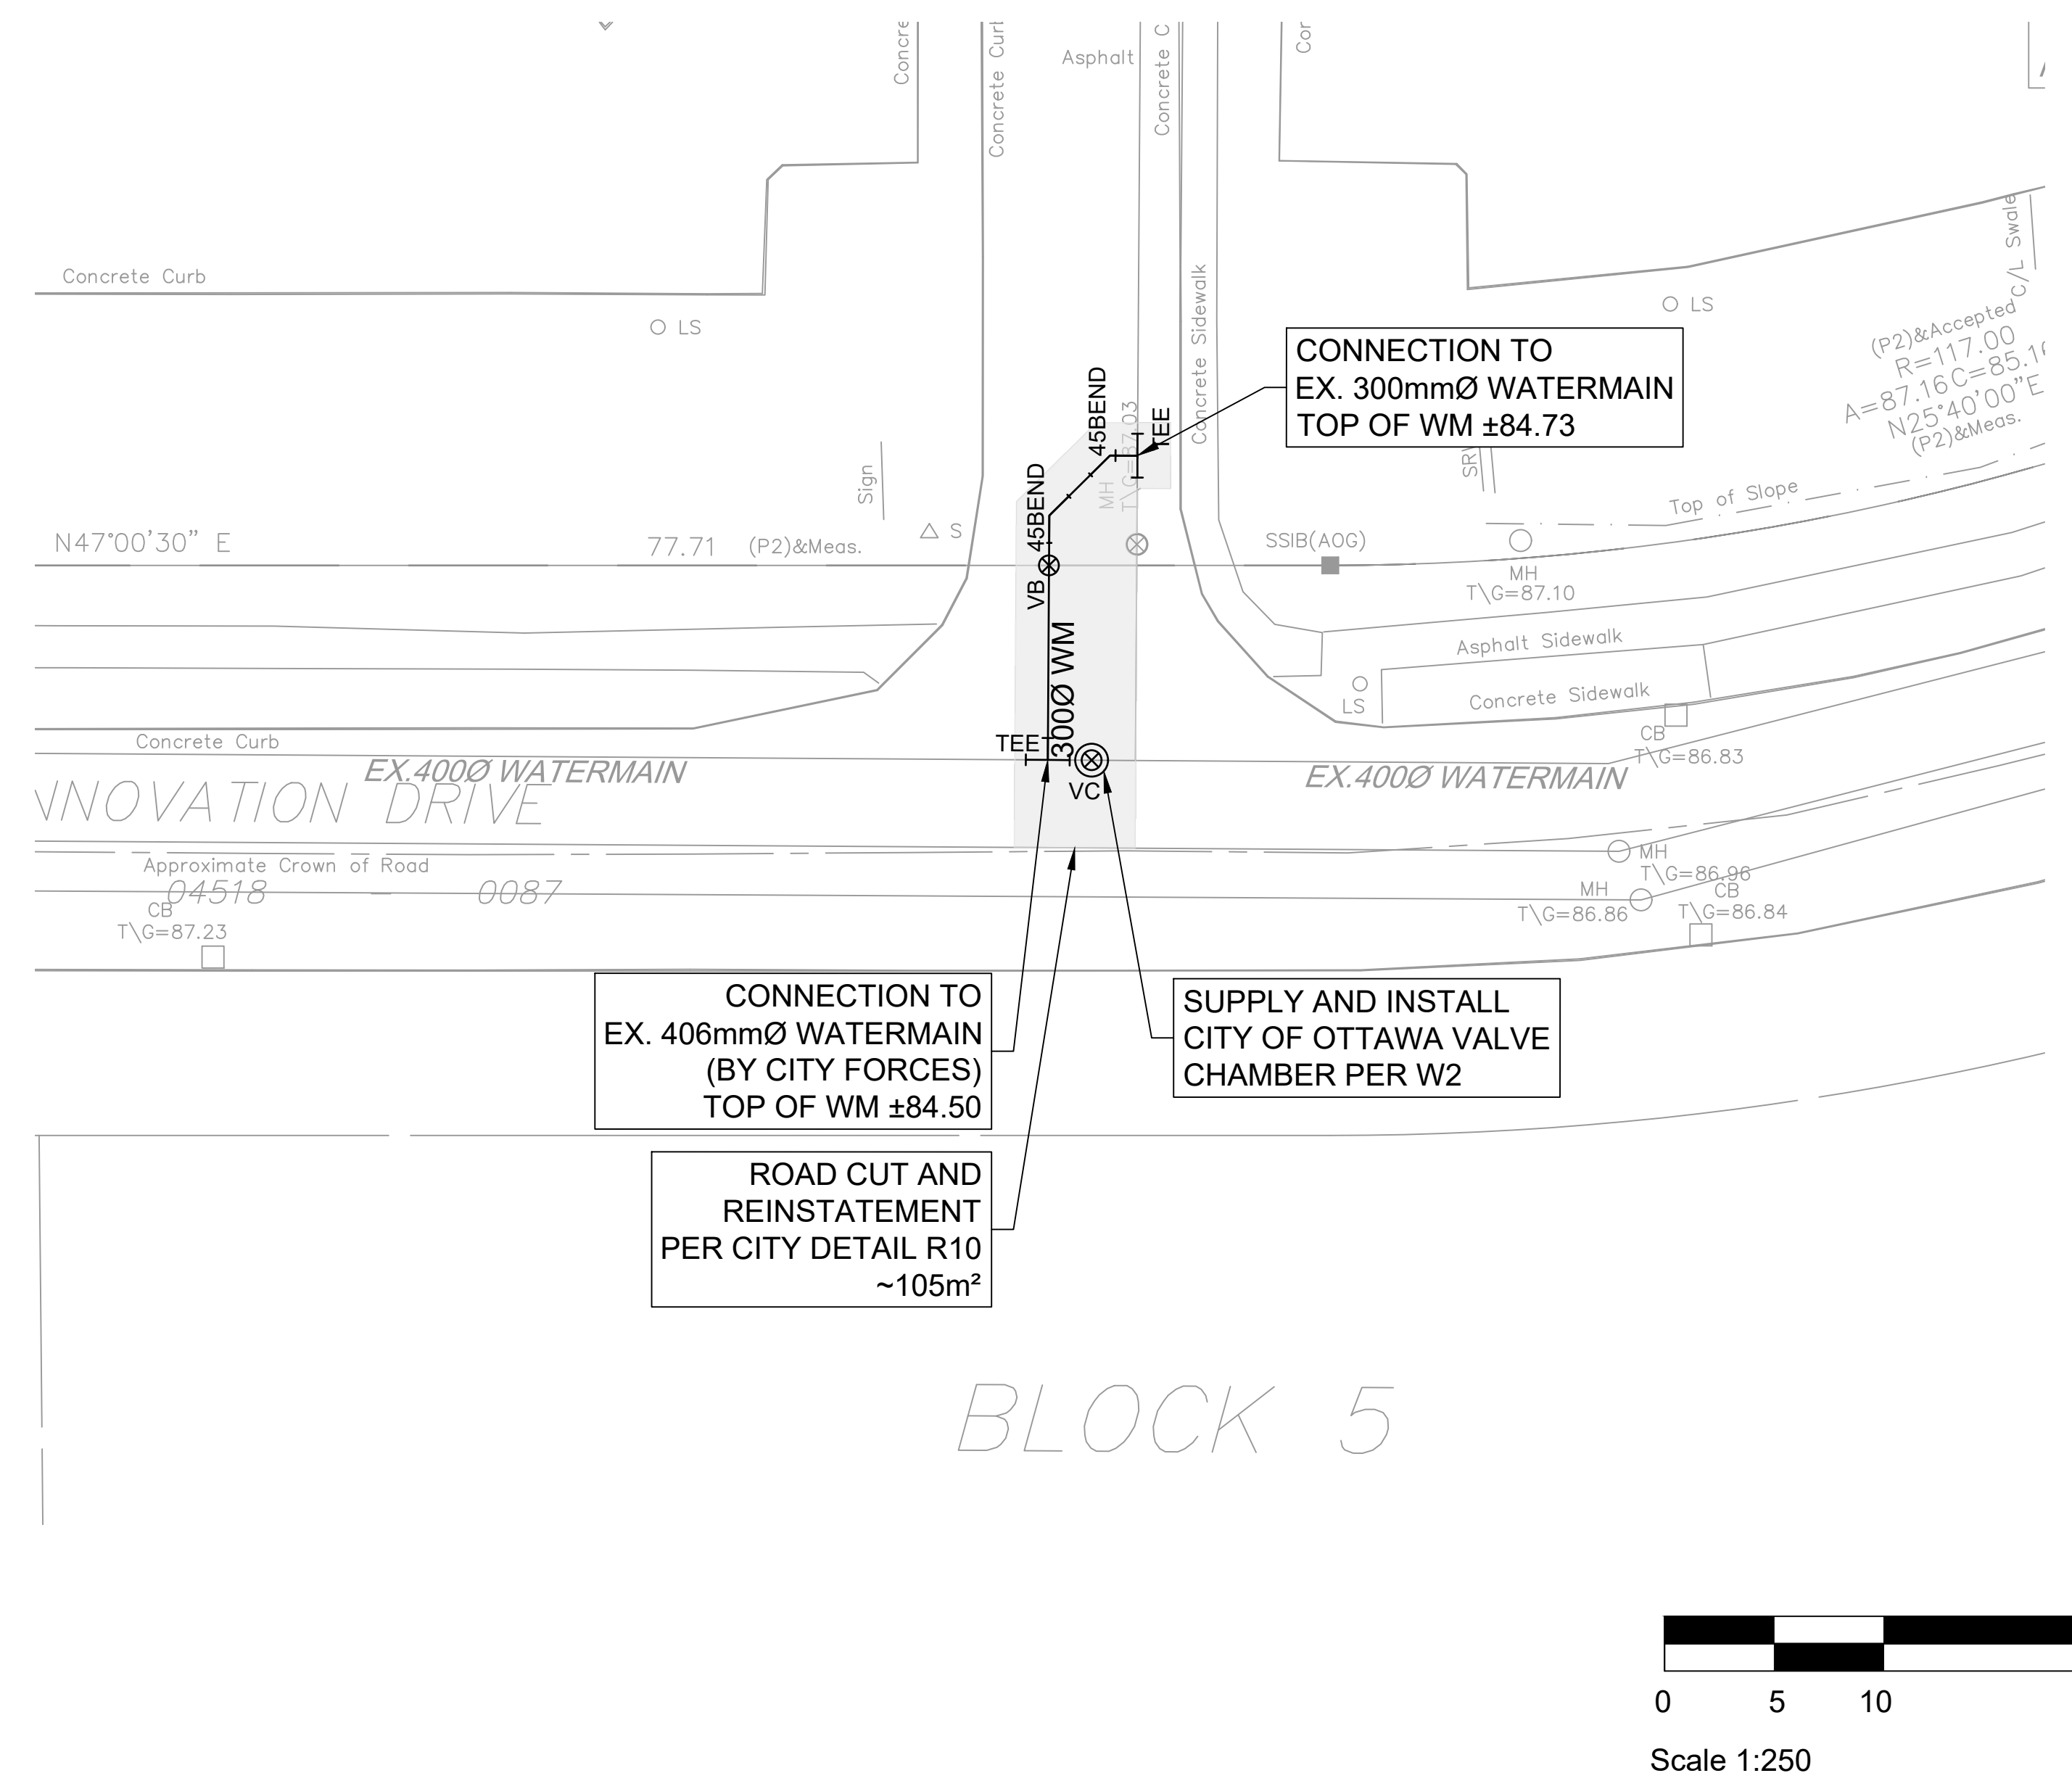 Asphalt
Concrete C
Concrete Curb
LS
LS
Concrete Sidewalk
C/L Swale
(P2)&Accepted
R=117.00
N25°40'00"E
(P2)&Meas.
CONNECTION TO
EX. 300mmØ WATERMAIN
TOP OF WM ±84.73
45BEND
TEE
45BEND
MH
T\G=87.03
Sign
S
N47°00'30" E
77.71
(P2)&Meas.
SSIB(AOG)
Top of Slope
MH
T\G=87.10
VB
300Ø WM
Asphalt Sidewalk
Concrete Sidewalk
LS
CB
T\G=86.83
Concrete Curb
TEE
EX.400Ø WATERMAIN
EX.400Ø WATERMAIN
VC
NNOVATION DRIVE
Approximate Crown of Road
04518 — 0087
MH
T\G=86.96
MH
T\G=86.86
CB
T\G=86.84
CB
T\G=87.23
CONNECTION TO
EX. 406mmØ WATERMAIN
(BY CITY FORCES)
TOP OF WM ±84.50
SUPPLY AND INSTALL
CITY OF OTTAWA VALVE
CHAMBER PER W2
ROAD CUT AND
REINSTATEMENT
PER CITY DETAIL R10
~105m²
BLOCK 5
0 5 10
Scale 1:250